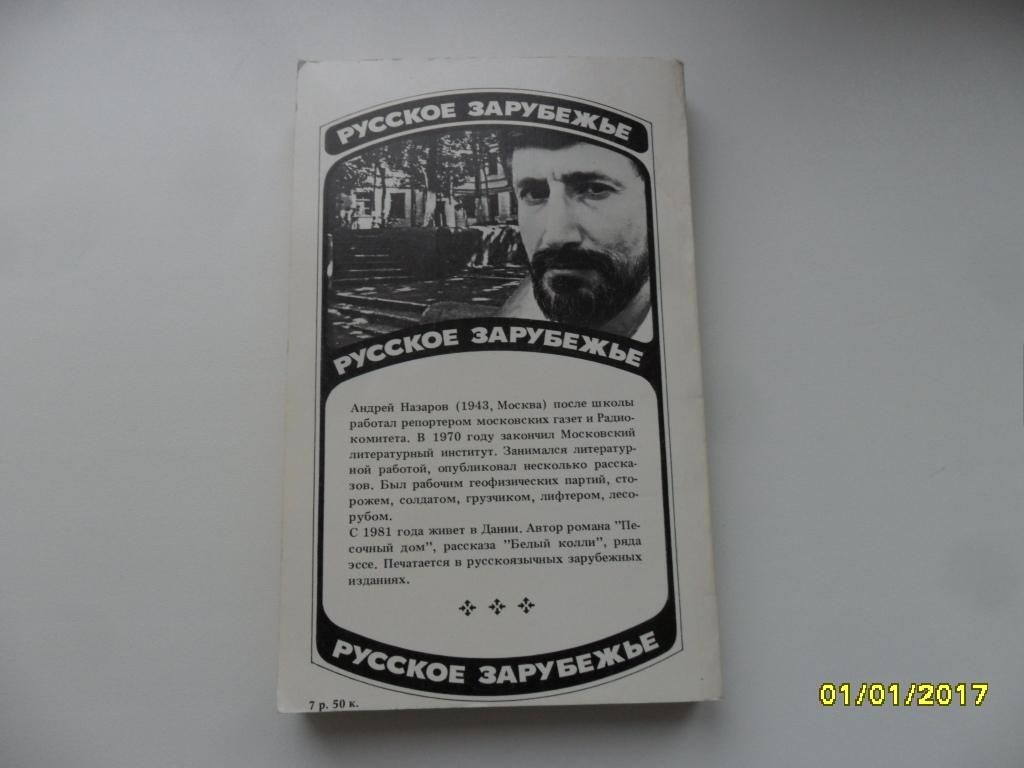 РУССКОЕ ЗАРУБЕЖЬЕ
РУССКОЕ ЗАРУБЕЖЬЕ
Андрей Назаров (1943, Москва) после школы
работал репортером московских газет и Радио-
комитета. В 1970 году закончил Московский
литературный институт. Занимался литератур-
ной работой, опубликовал несколько расска-
зов. Был рабочим геофизических партий, сто-
рожем, солдатом, грузчиком, лифтером, лесо-
рубом.
С 1981 года живет в Дании. Автор романа "Пе-
сочный дом", рассказа "Белый колли", ряда
эссе. Печатается в русскоязычных зарубежных
изданиях.
РУССКОЕ ЗАРУБЕЖЬЕ
7 р. 50 к.
01/01/2017